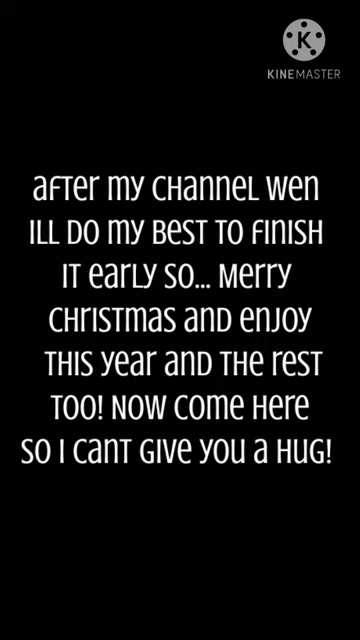 KINEMASTER
after my channel wen
ill do my best to finish
it early so... Merry
christmas and enjoy
this year and the rest
too! Now come here
so i cant give you a hug!